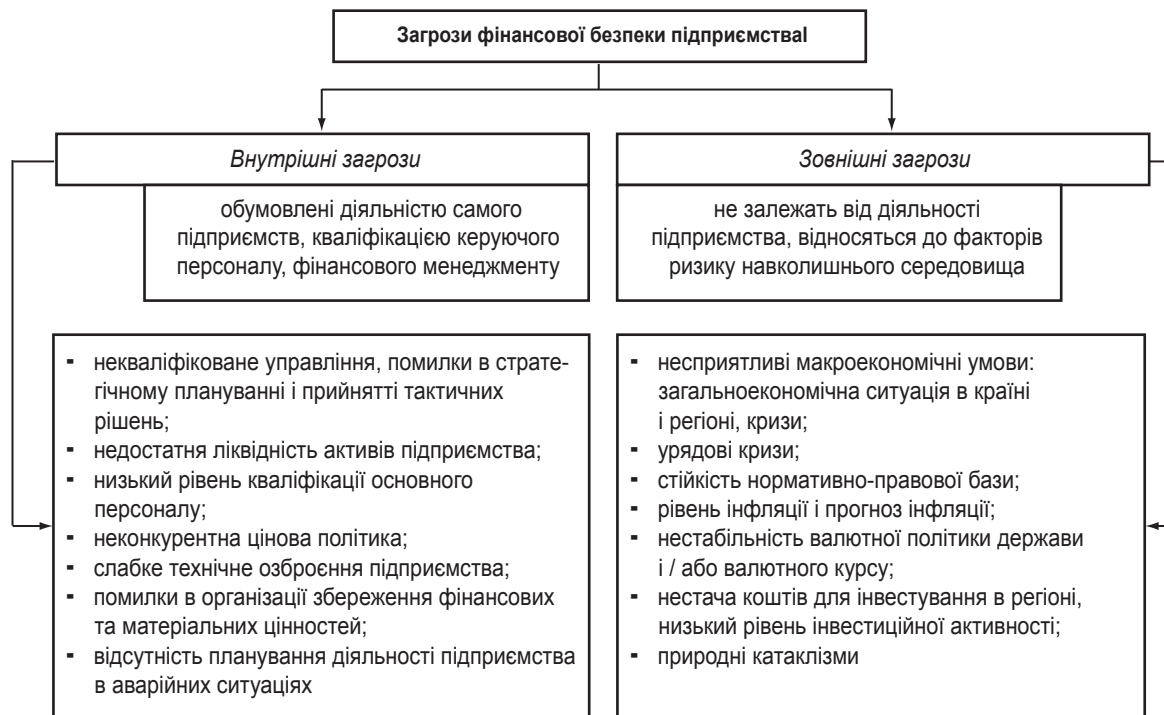 Загрози фінансової безпеки підприємстваІ
Внутрішні загрози
обумовлені діяльністю самого
підприємств, кваліфікацією керуючого
персоналу, фінансового менеджменту
- некваліфіковане управління, помилки в страте-
гічному плануванні і прийнятті тактичних
рішень;
- недостатня ліквідність активів підприємства;
- низький рівень кваліфікації основного
персоналу;
- неконкурентна цінова політика;
- слабке технічне озброєння підприємства;
- помилки в організації збереження фінансових
та матеріальних цінностей;
- відсутність планування діяльності підприємства
в аварійних ситуаціях
Зовнішні загрози
не залежать від діяльності
підприємства, відносяться до факторів
ризику навколишнього середовища
- несприятливі макроекономічні умови:
загальноекономічна ситуація в країні
і регіоні, кризи;
- урядові кризи;
- стійкість нормативно-правової бази;
- рівень інфляції і прогноз інфляції;
- нестабільність валютної політики держави
і / або валютного курсу;
- нестача коштів для інвестування в регіоні,
низький рівень інвестиційної активності;
- природні катаклізми